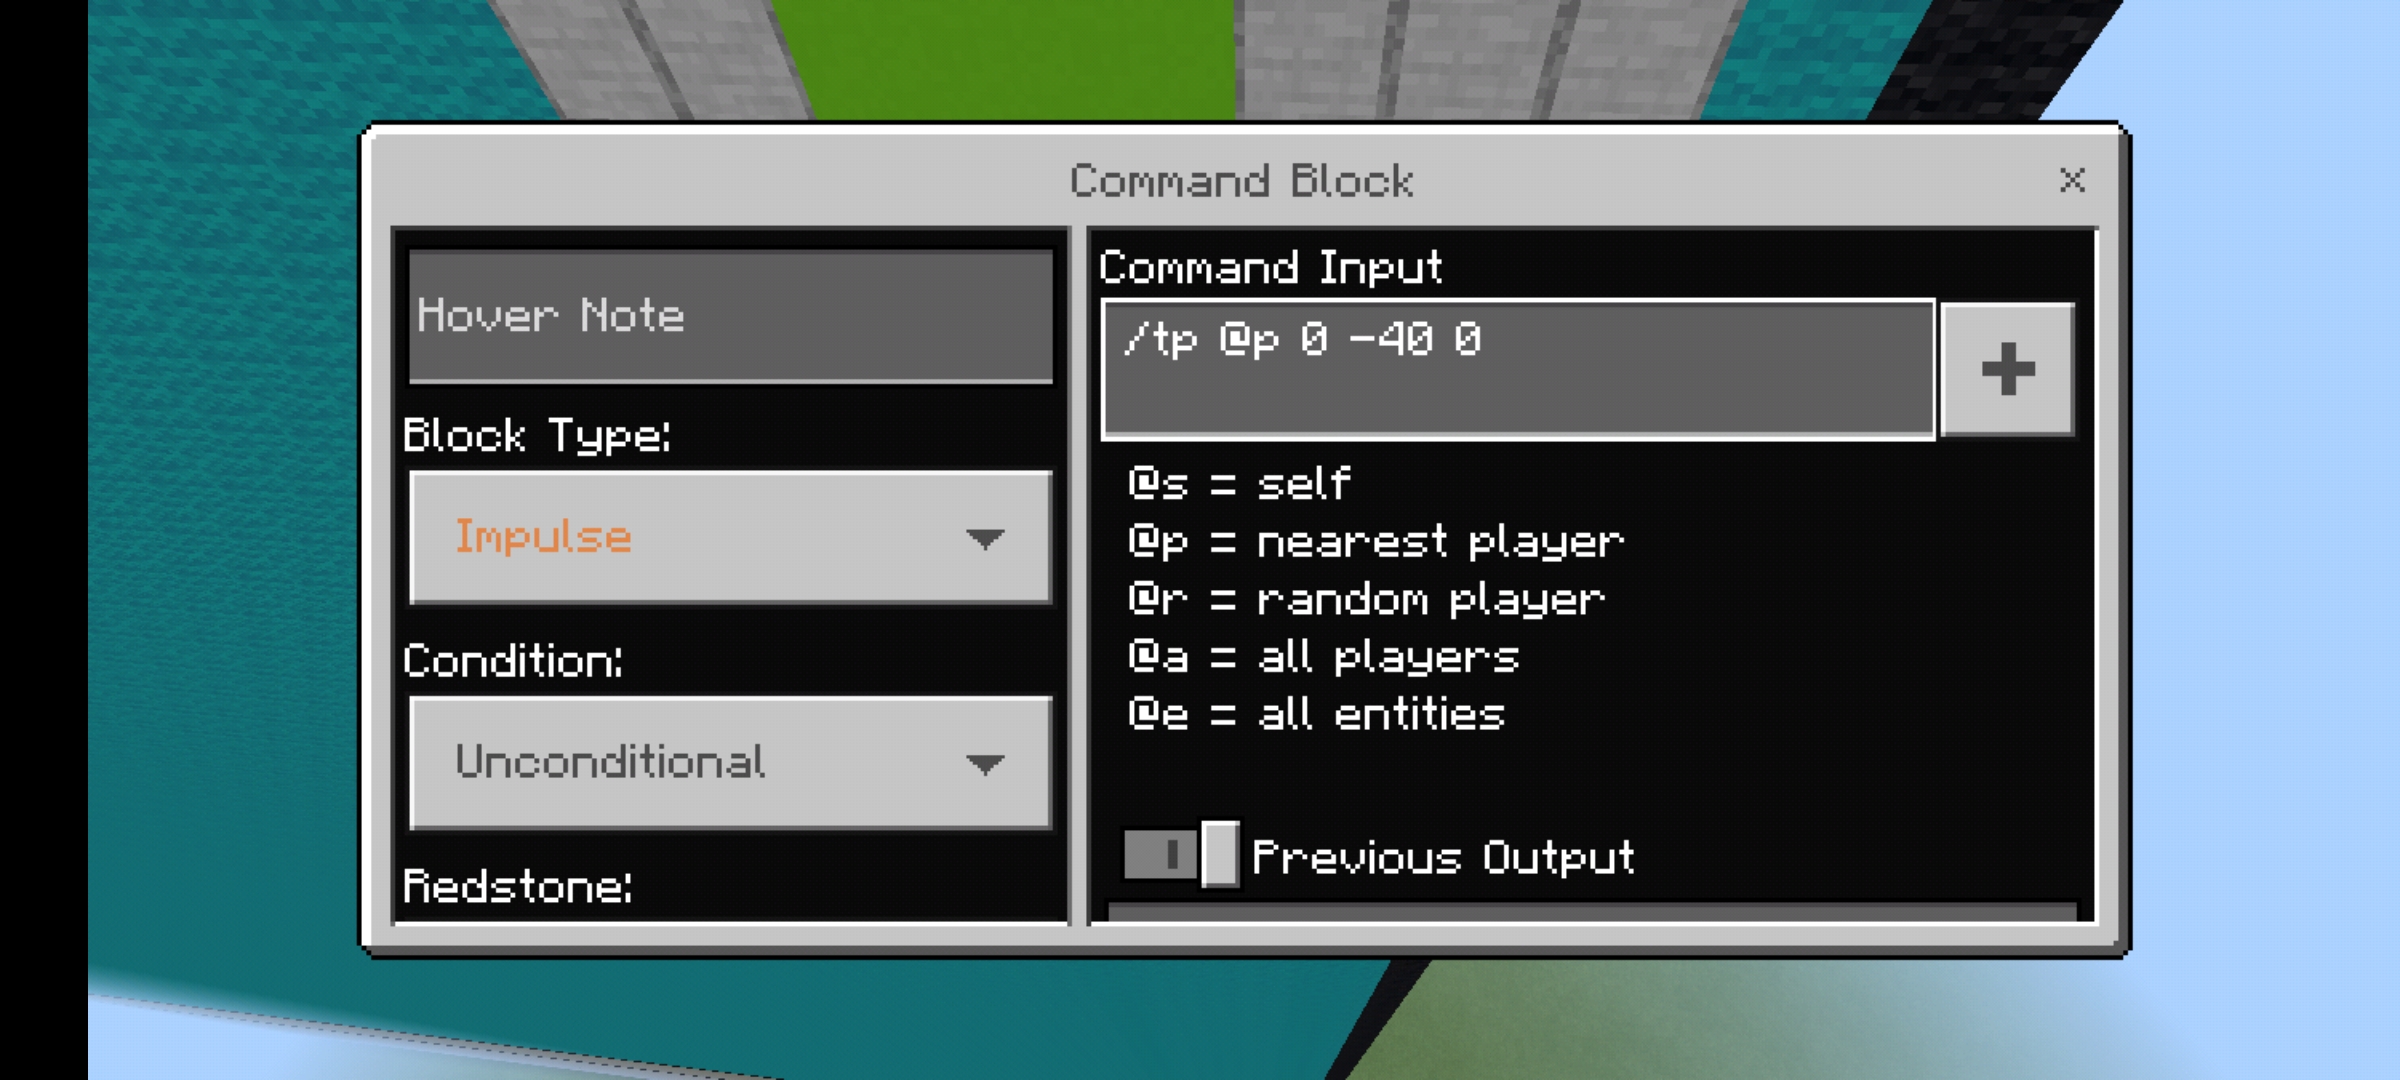 Command Block
Hover Note
Block Type:
Impulse
Condition:
Unconditional
Redstone:
Command Input
/tp @p 0 -40 0
@s = self
@p = nearest player
@r = random player
@a = all players
@e = all entities
Previous Output